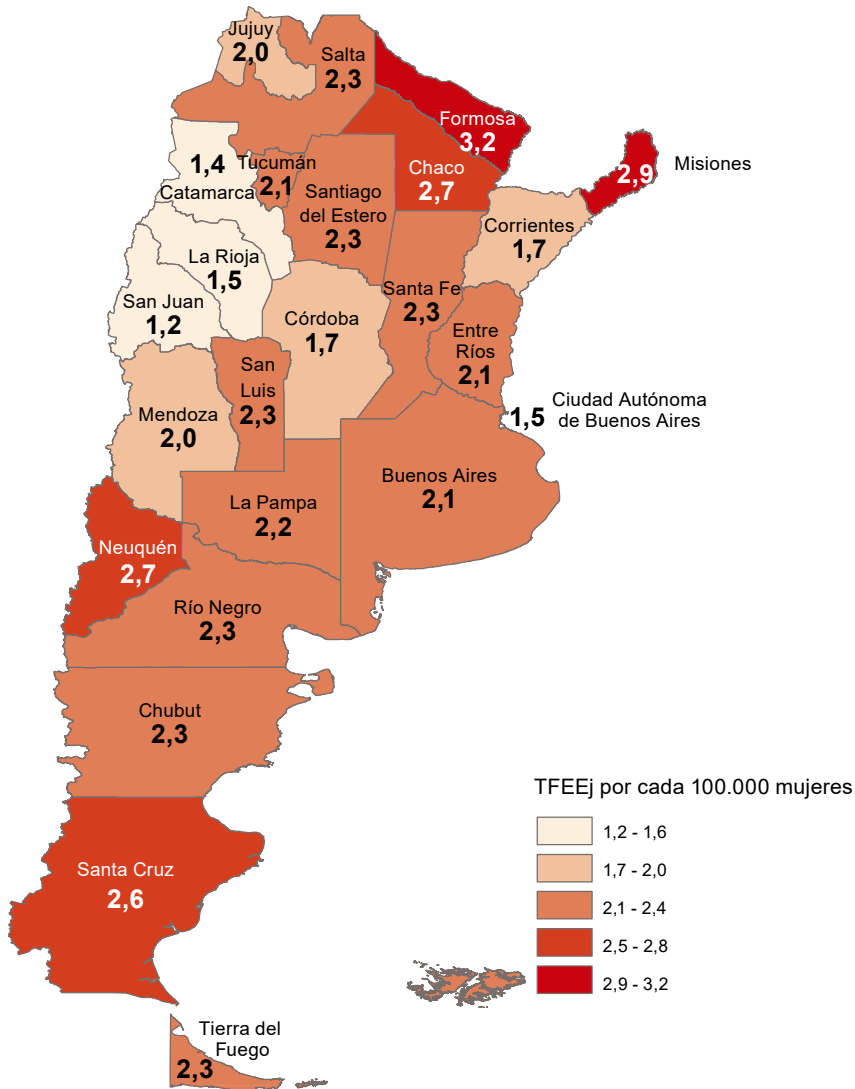 Jujuy
2,0
Salta
2,3
Formosa
3,2
Misiones
2,9
Chaco
2,7
1,4
Catamarca
Tucumán
2,1
Santiago
del Estero
2,3
Corrientes
1,7
La Rioja
1,5
San Juan
1,2
Santa Fe
2,3
Córdoba
1,7
Entre
Ríos
2,1
San
Luis
2,3
Mendoza
2,0
1,5
Ciudad Autónoma
de Buenos Aires
Buenos Aires
2,1
La Pampa
2,2
Neuquén
2,7
Río Negro
2,3
Chubut
2,3
Santa Cruz
2,6
Tierra del
Fuego
2,3
TFEEj por cada 100.000 mujeres
1,2 - 1,6
1,7 - 2,0
2,1 - 2,4
2,5 - 2,8
2,9 - 3,2